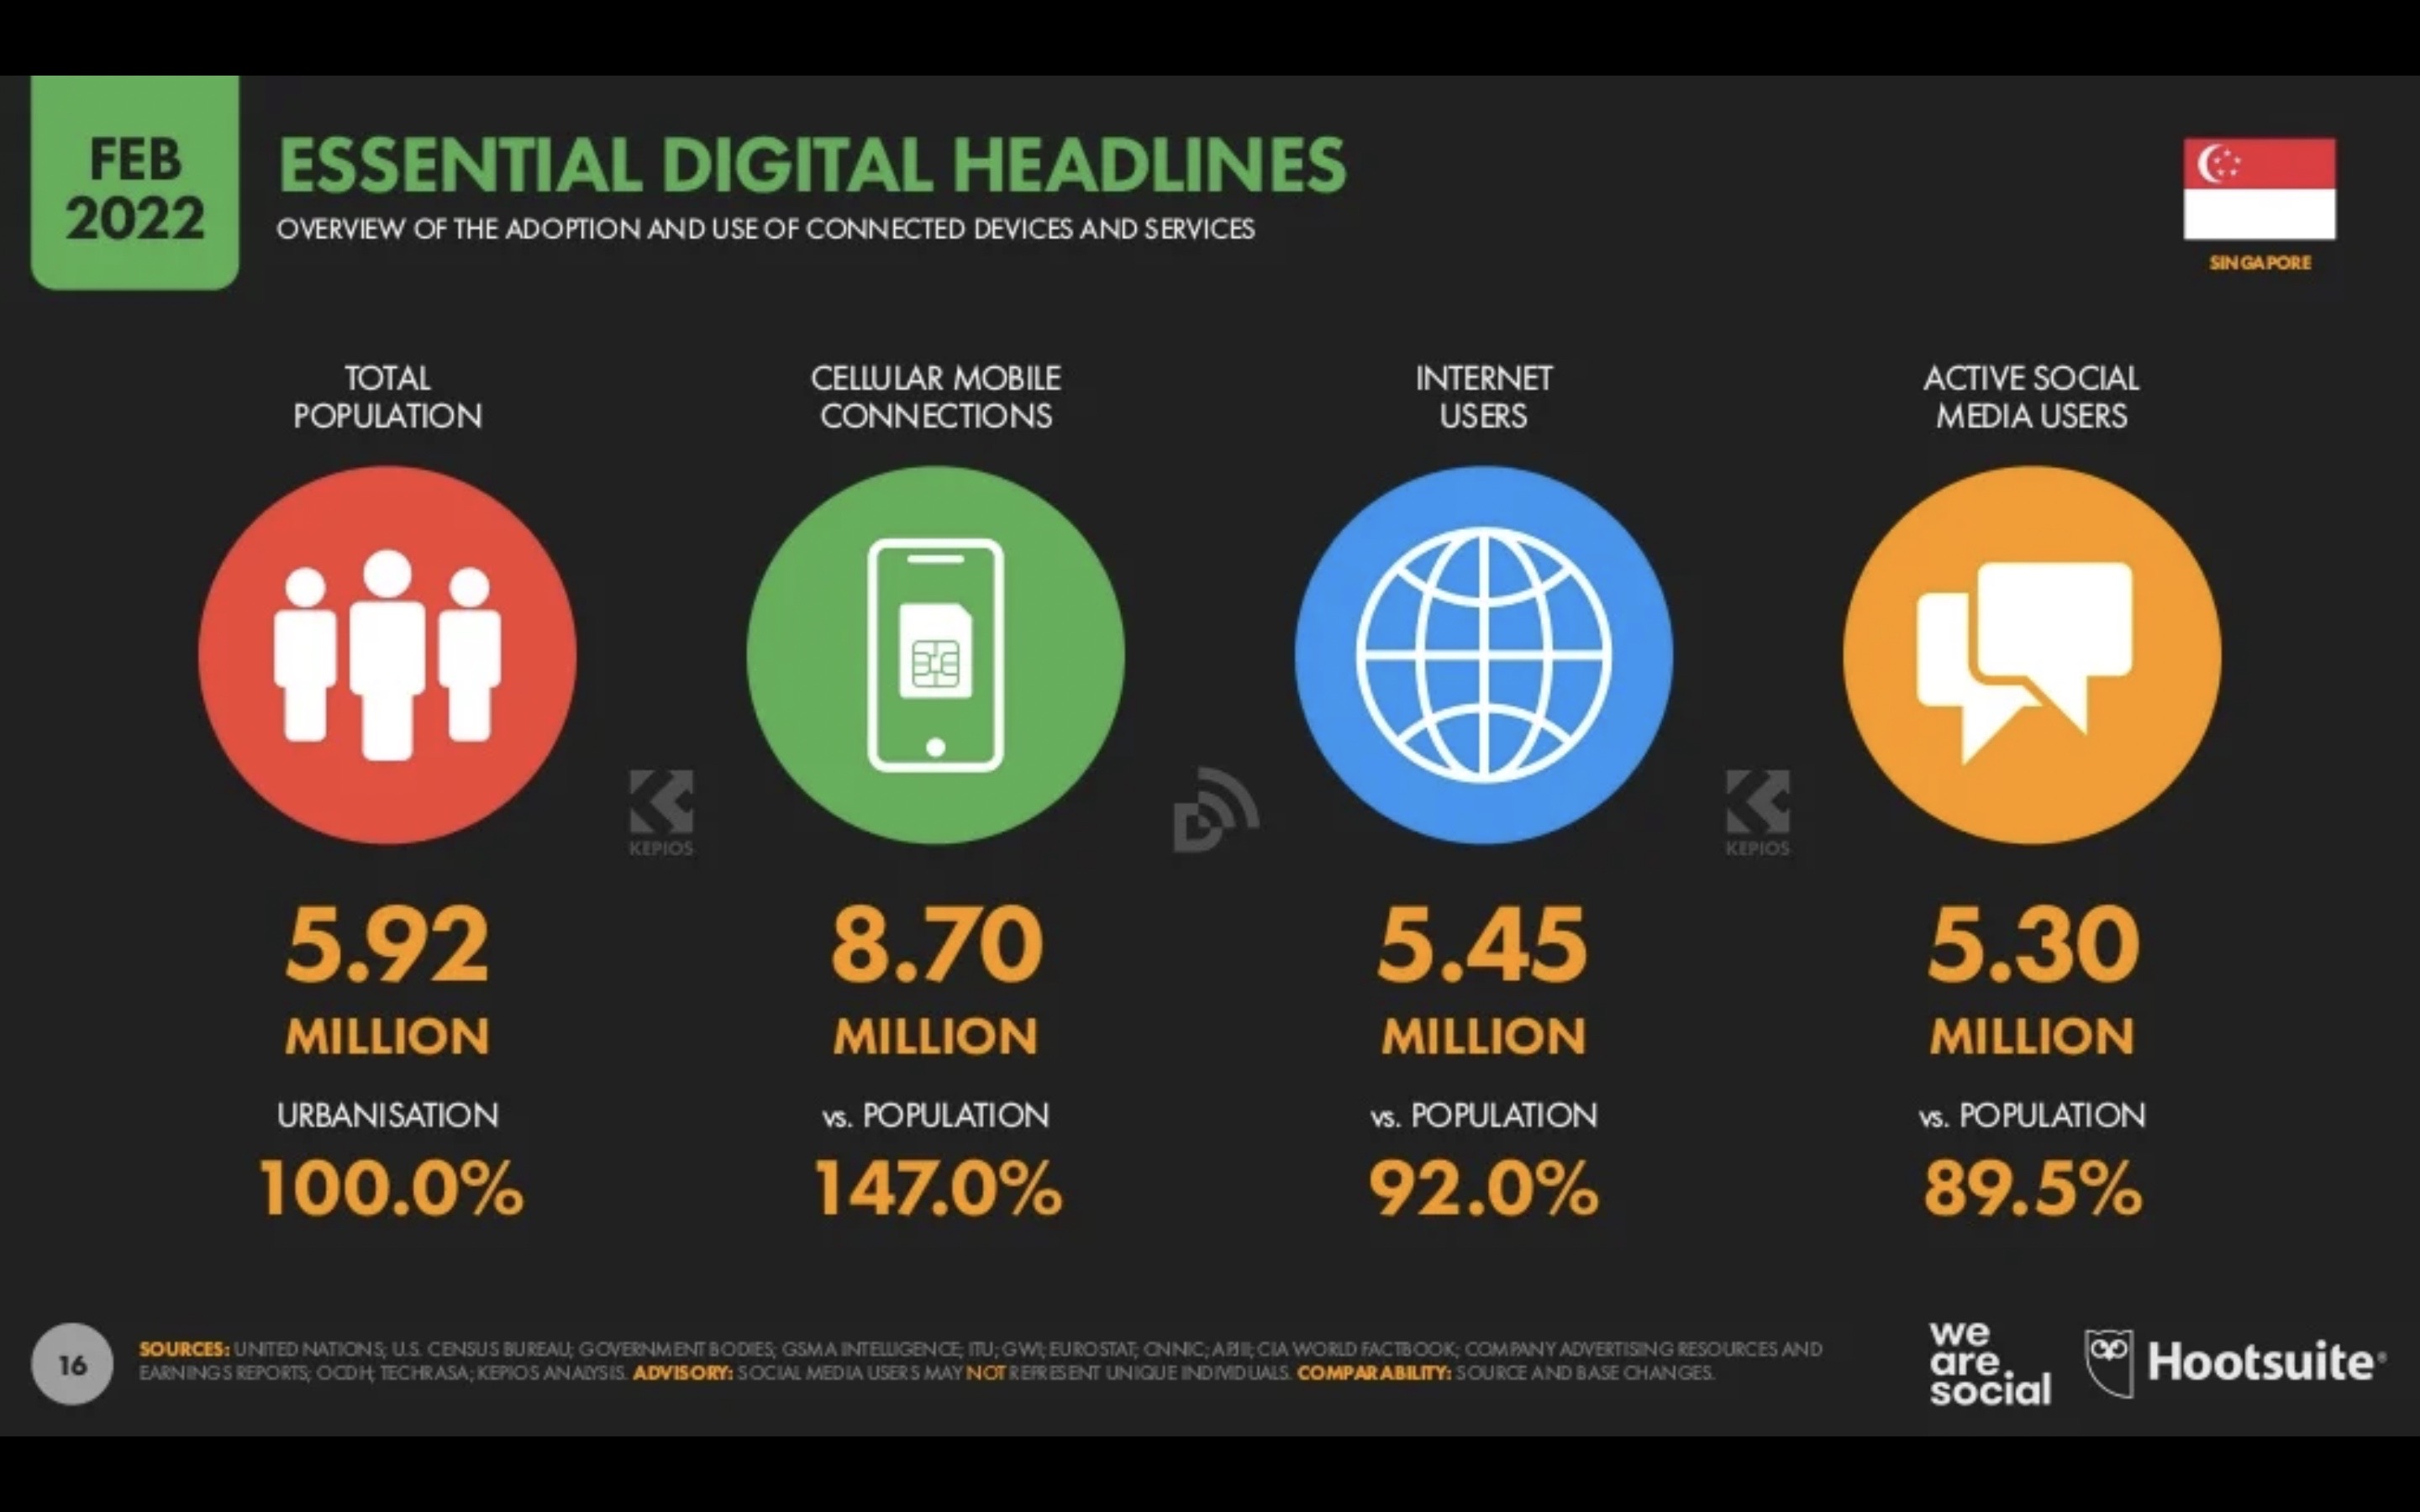 FEB
2022
ESSENTIAL DIGITAL HEADLINES
OVERVIEW OF THE ADOPTION AND USE OF CONNECTED DEVICES AND SERVICES
SINGAPORE
TOTAL
POPULATION
5.92
MILLION
URBANISATION
100.0%
CELLULAR MOBILE
CONNECTIONS
8.70
MILLION
vs. POPULATION
147.0%
INTERNET
USERS
5.45
MILLION
vs. POPULATION
92.0%
ACTIVE SOCIAL
MEDIA USERS
5.30
MILLION
vs. POPULATION
89.5%
KEPIOS
KEPIOS
16
SOURCES: UNITED NATIONS; U.S. CENSUS BUREAU; GOVERNMENT BODIES; GSMA INTELLIGENCE; ITU; GWI; EUROSTAT; CNNIC; APJII; CIA WORLD FACTBOOK; COMPANY ADVERTISING RESOURCES AND
EARNINGS REPORTS; OCDH; TECHRASA; KEPIOS ANALYSIS. ADVISORY: SOCIAL MEDIA USERS MAY NOT REPRESENT UNIQUE INDIVIDUALS. COMPARABILITY: SOURCE AND BASE CHANGES.
we
are
social
Hootsuite®